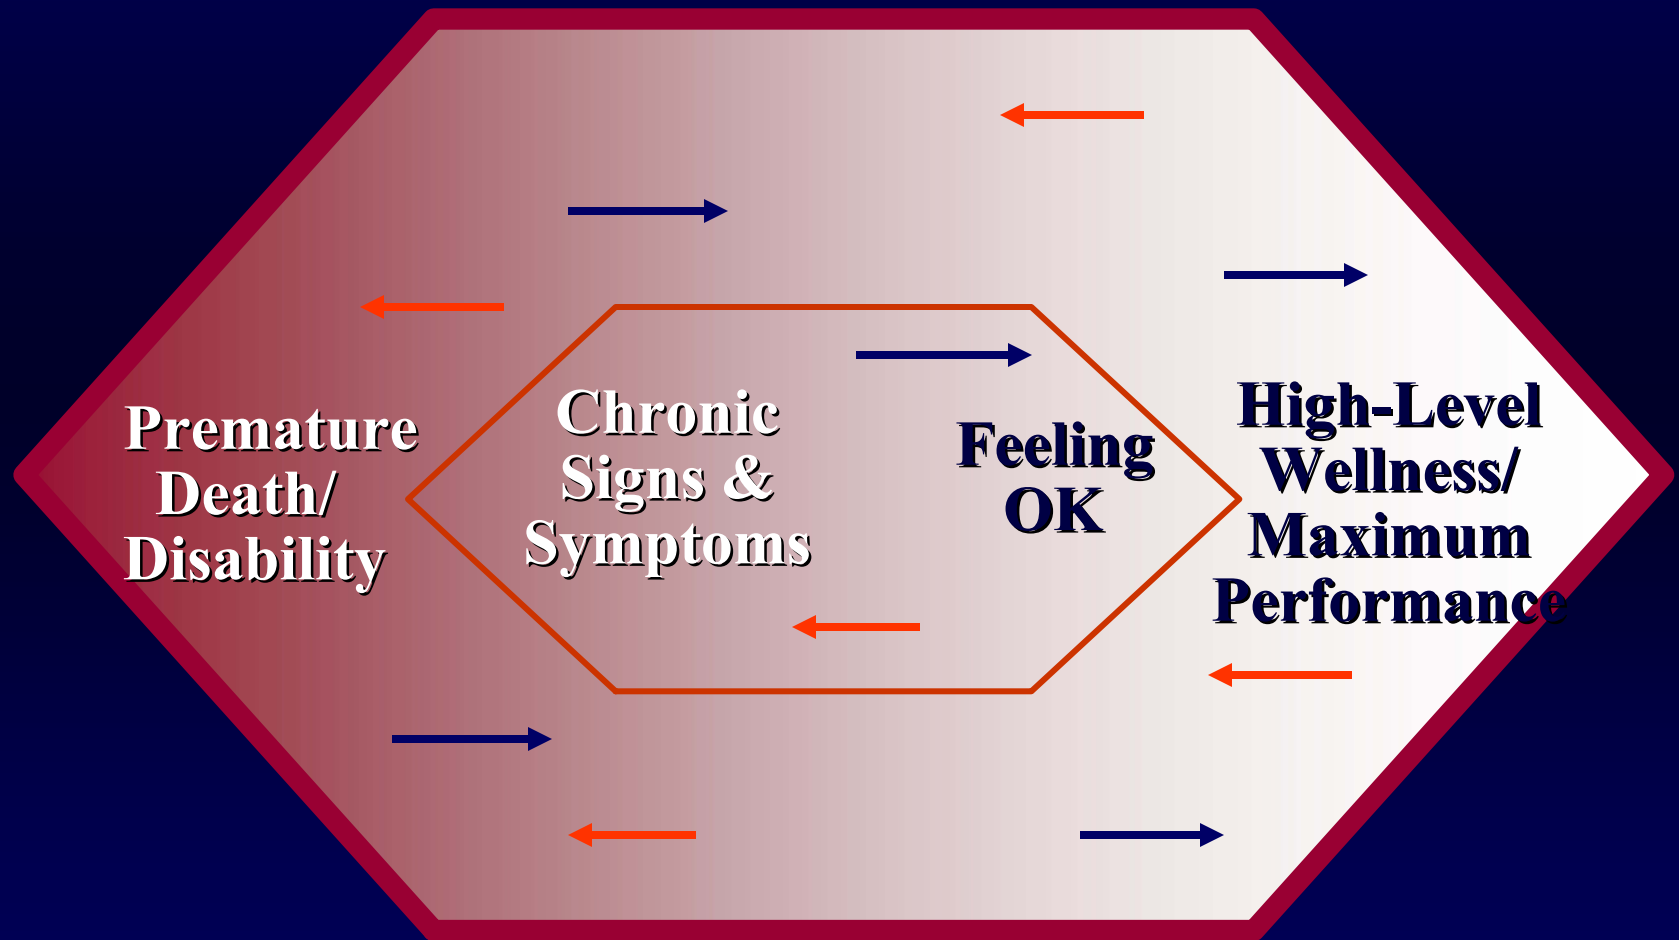 Premature
Death/
Disability
Chronic
Signs &
Symptoms
Feeling
OK
High-Level
Wellness/
Maximum
Performance